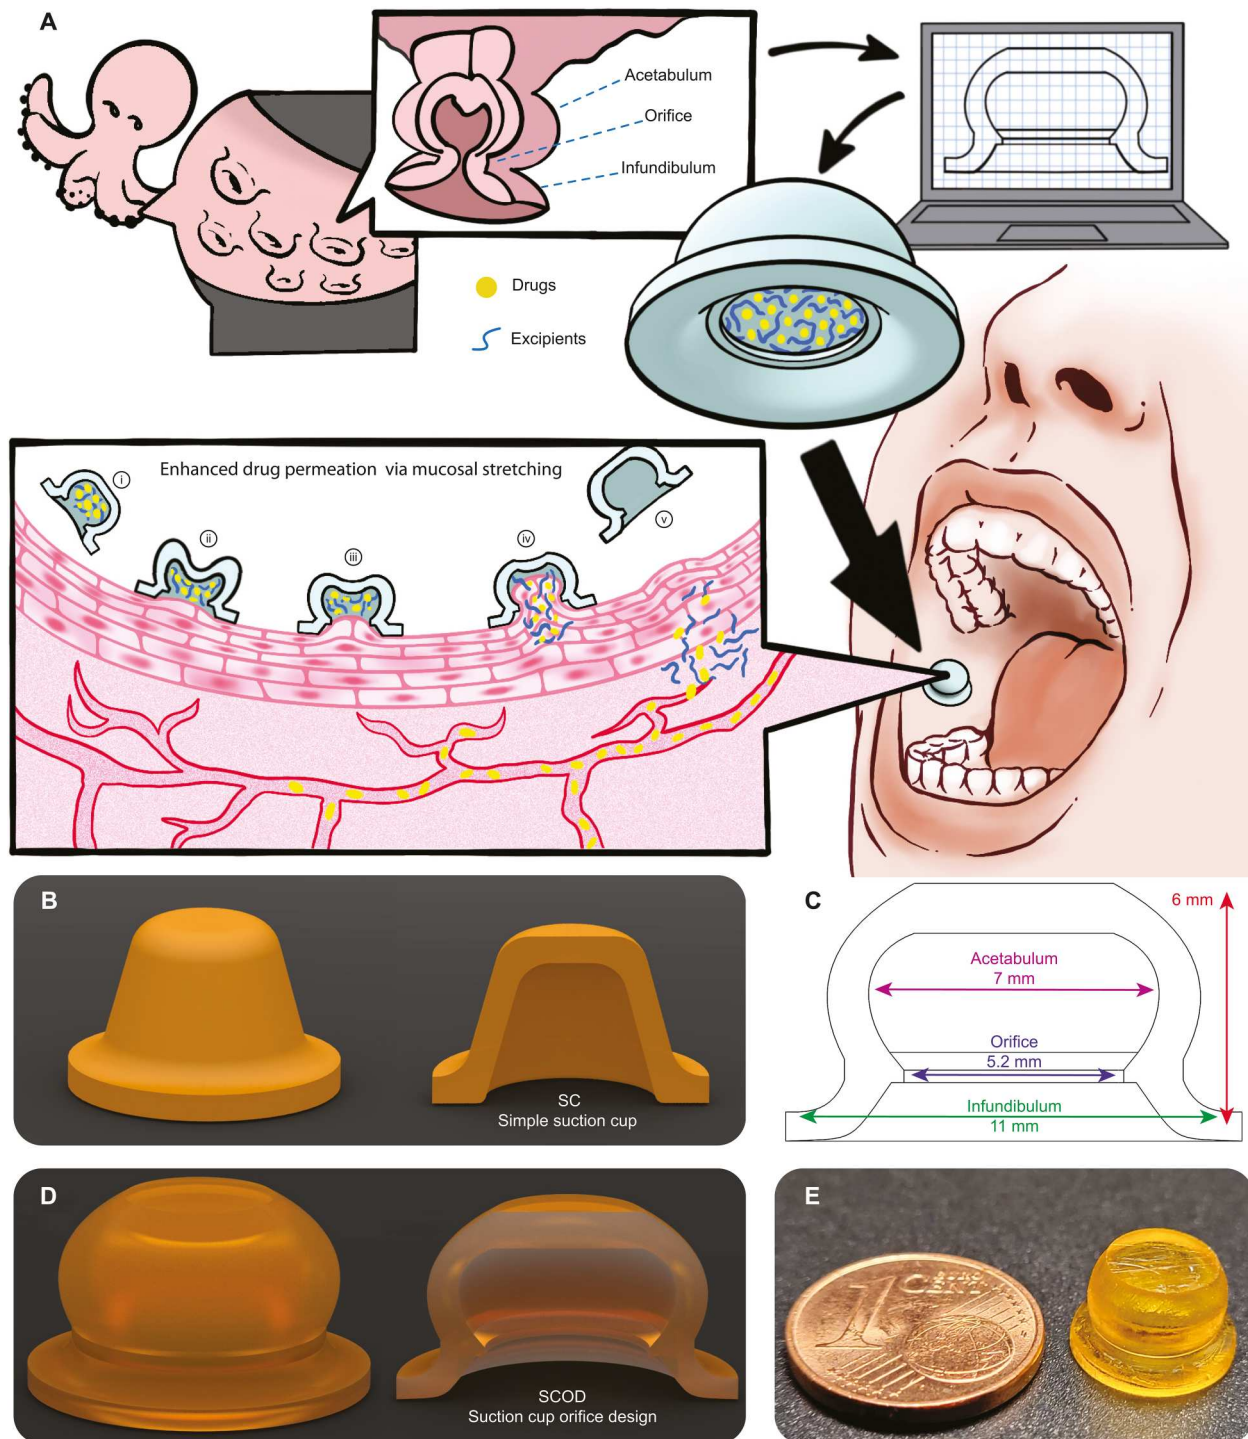 A
Acetabulum
Orifice
Infundibulum
Drugs
Excipients
Enhanced drug permeation via mucosal stretching
i
ii
iii
iv
v
B
SC
Simple suction cup
C
6 mm
Acetabulum
7 mm
Orifice
5.2 mm
Infundibulum
11 mm
D
SCOD
Suction cup orifice design
E
1
EURO
CENT